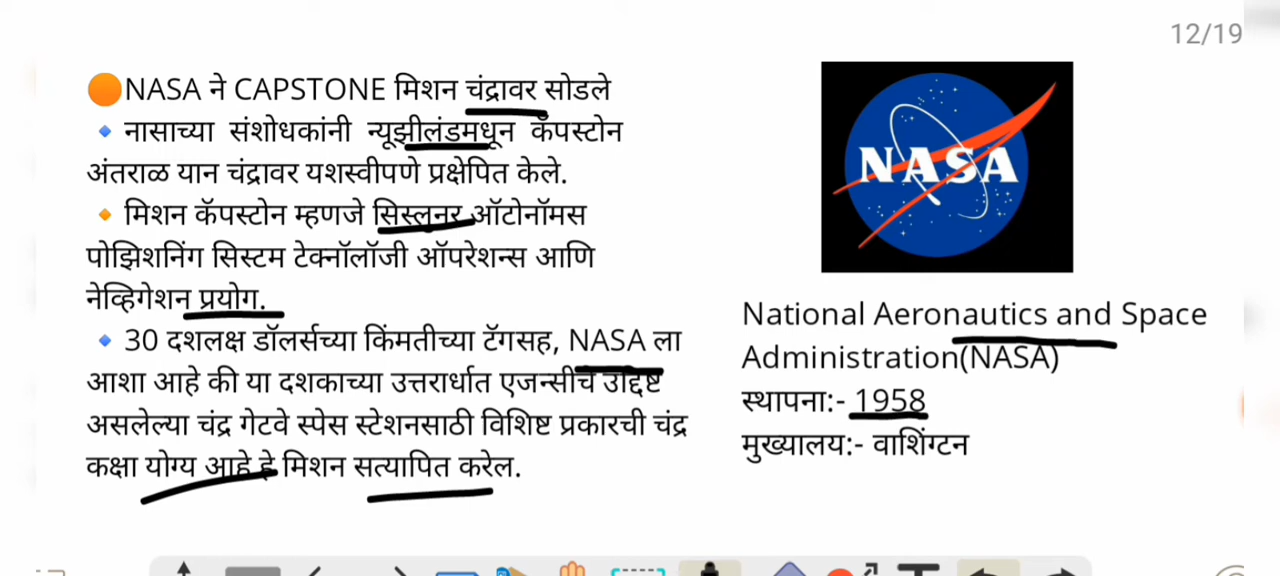 12/19
NASA ने CAPSTONE मिशन चंद्रावर सोडले
नासाच्या संशोधकांनी न्यूझीलंडमधून कॅपस्टोन
अंतराळ यान चंद्रावर यशस्वीपणे प्रक्षेपित केले.
मिशन कॅपस्टोन म्हणजे सिस्लूनर ऑटोनॉमस
पोझिशनिंग सिस्टम टेक्नॉलॉजी ऑपरेशन्स आणि
नेव्हिगेशन प्रयोग.
30 दशलक्ष डॉलर्सच्या किंमतीच्या टॅगसह, NASA ला
आशा आहे की या दशकाच्या उत्तरार्धात एजन्सीचे उद्दिष्ट
असलेल्या चंद्र गेटवे स्पेस स्टेशनसाठी विशिष्ट प्रकारची चंद्र
कक्षा योग्य आहे हे मिशन सत्यापित करेल.
NASA
National Aeronautics and Space
Administration(NASA)
स्थापना:- 1958
मुख्यालय:- वाशिंग्टन